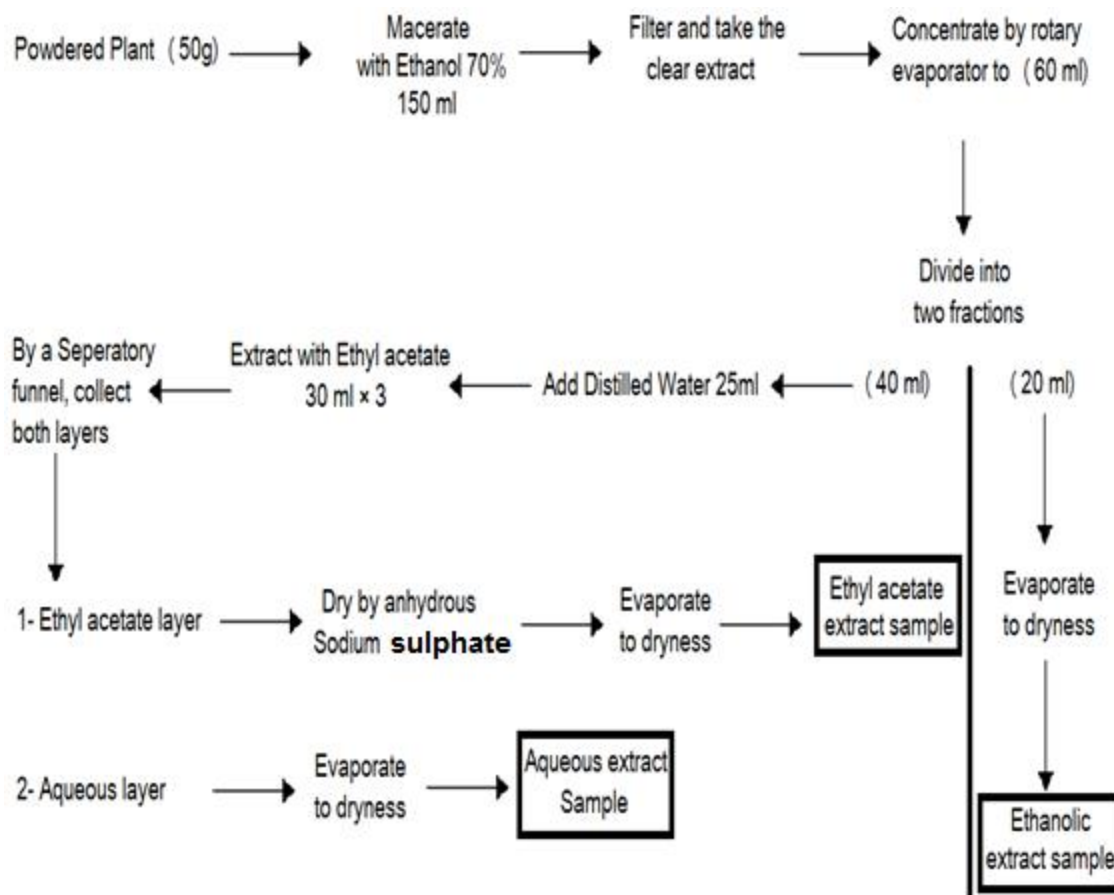 Powdered Plant ( 50g)
Macerate
with Ethanol 70%
150 ml
Filter and take the
clear extract
Concentrate by rotary
evaporator to ( 60 ml)
Divide into
two fractions
By a Seperatory
funnel, collect
both layers
Extract with Ethyl acetate
30 ml × 3
Add Distilled Water 25ml
( 40 ml)
( 20 ml)
1- Ethyl acetate layer
Dry by anhydrous
Sodium sulphate
Evaporate
to dryness
Ethyl acetate
extract sample
Evaporate
to dryness
2- Aqueous layer
Evaporate
to dryness
Aqueous extract
Sample
Ethanolic
extract sample